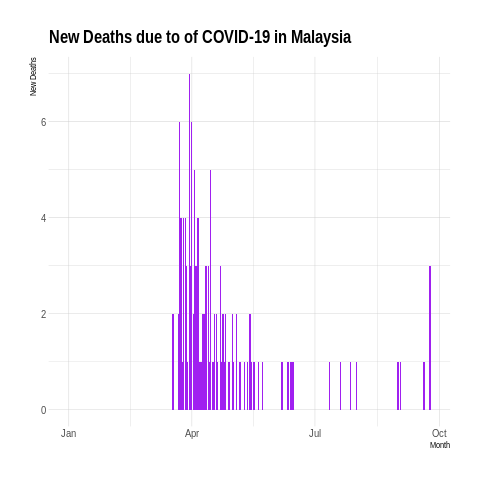 New Deaths due to of COVID-19 in Malaysia
New Deaths
6
4
2
0
Jan Apr Jul Oct
Month